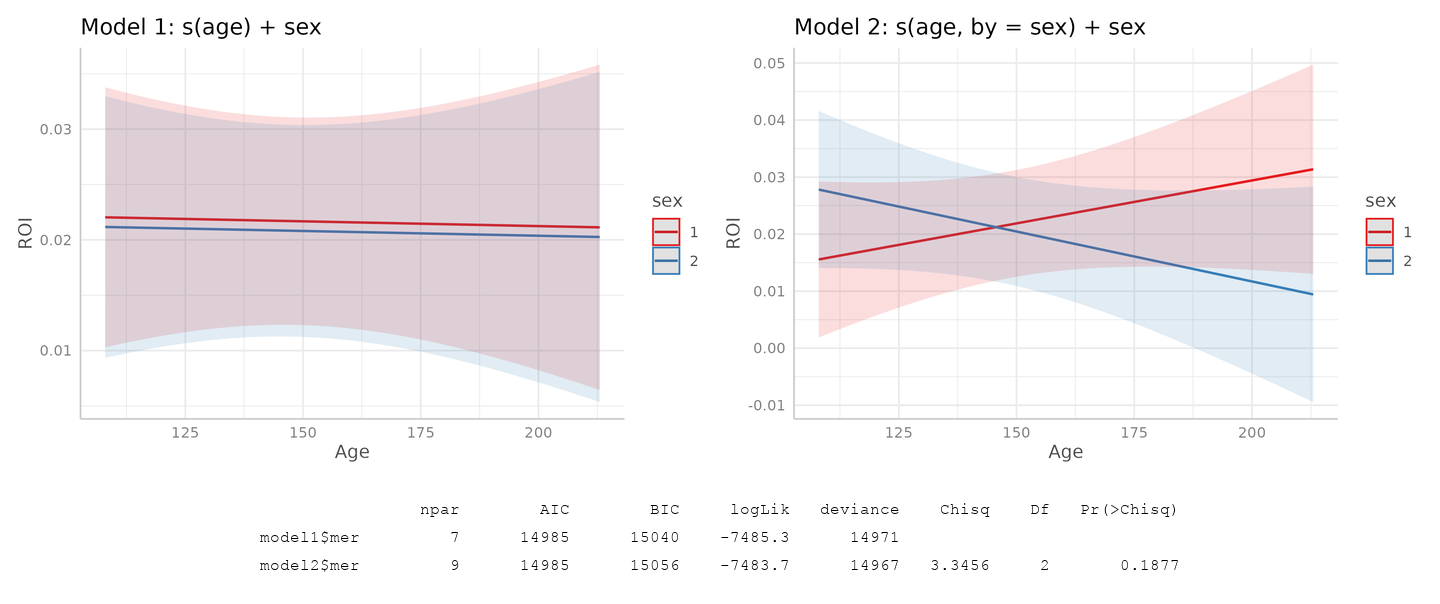 Model 1: s(age) + sex
0.03
0.02
0.01
ROI
125 150 175 200
Age
sex
1
2
Model 2: s(age, by = sex) + sex
0.05
0.04
0.03
0.02
0.01
0.00
-0.01
ROI
125 150 175 200
Age
sex
1
2
npar AIC BIC logLik deviance Chisq Df Pr(>Chisq)
model1$mer 7 14985 15040 -7485.3 14971
model2$mer 9 14985 15056 -7483.7 14967 3.3456 2 0.1877